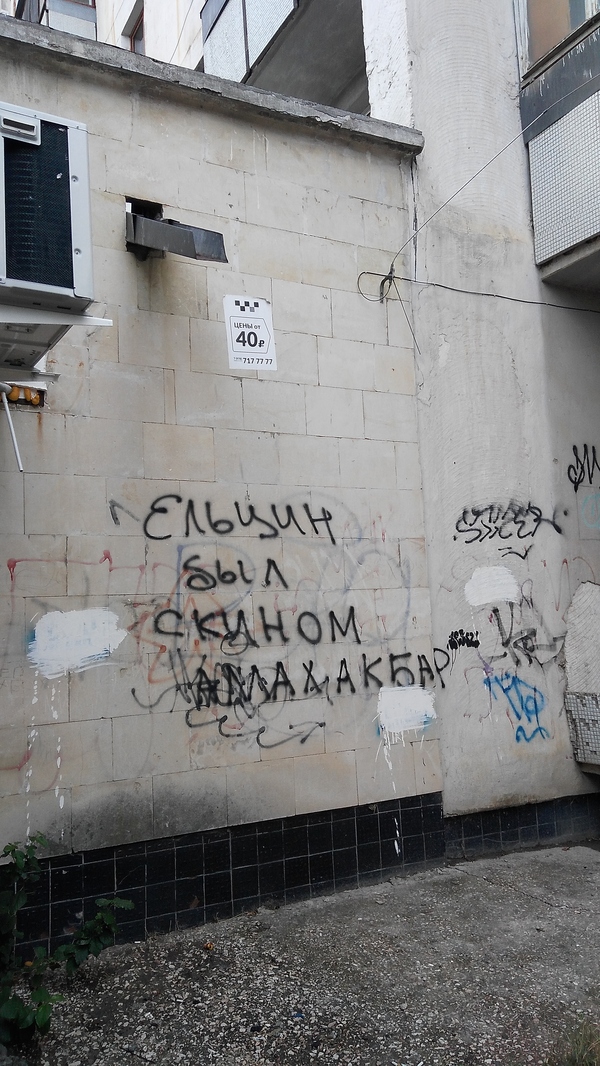 ЦЕНЫ от
40₽
717 77 77
ЕЛЬЦИН
БЫЛ
СКИНОМ
АЛЛАХАКБАР